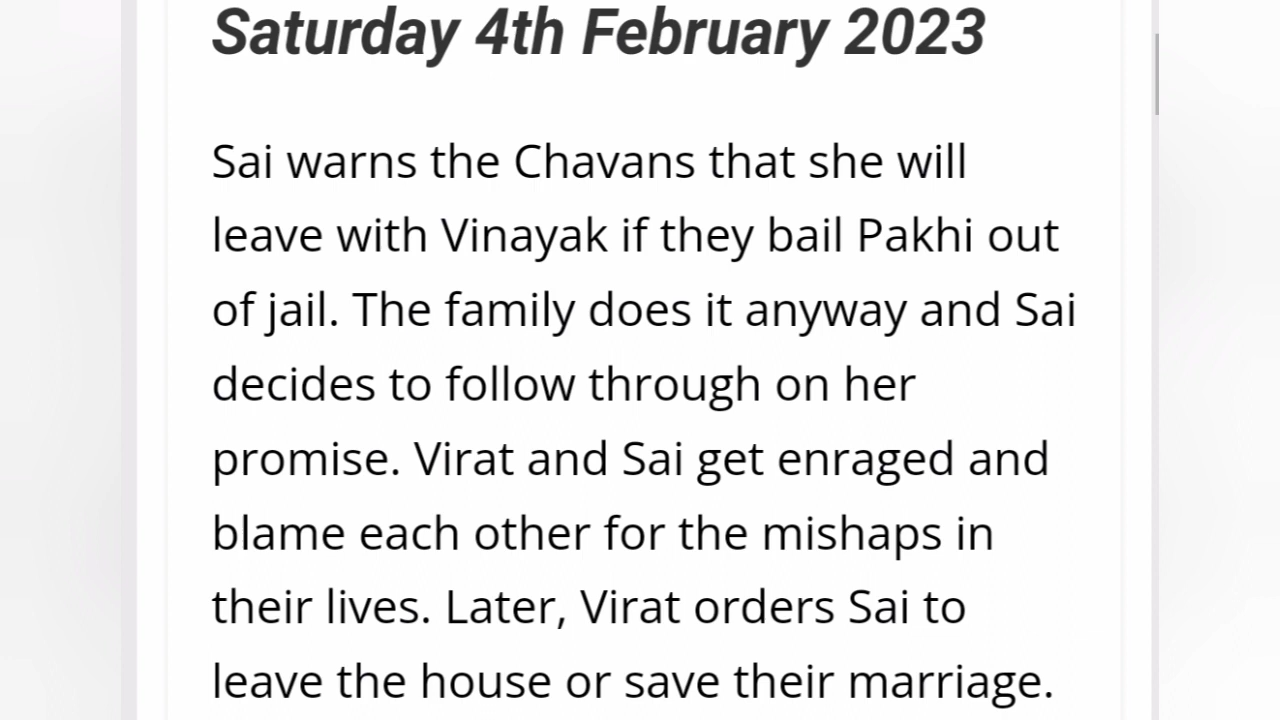 Saturday 4th February 2023
Sai warns the Chavans that she will
leave with Vinayak if they bail Pakhi out
of jail. The family does it anyway and Sai
decides to follow through on her
promise. Virat and Sai get enraged and
blame each other for the mishaps in
their lives. Later, Virat orders Sai to
leave the house or save their marriage.